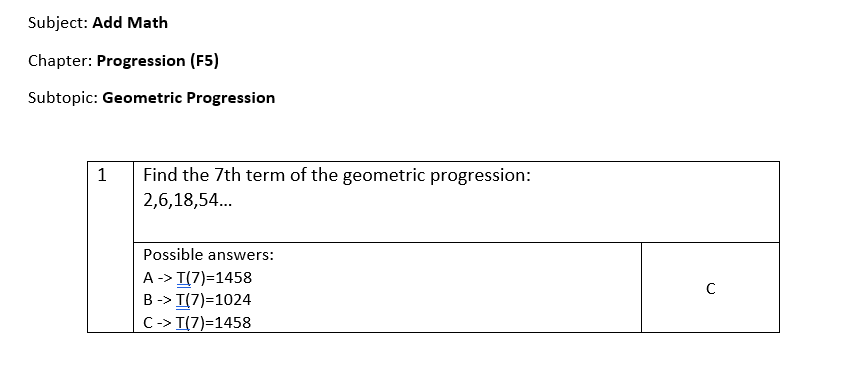 Subject: Add Math
Chapter: Progression (F5)
Subtopic: Geometric Progression
1
Find the 7th term of the geometric progression:
2,6,18,54...
Possible answers:
A -> T(7)=1458
B -> T(7)=1024
C -> T(7)=1458
C